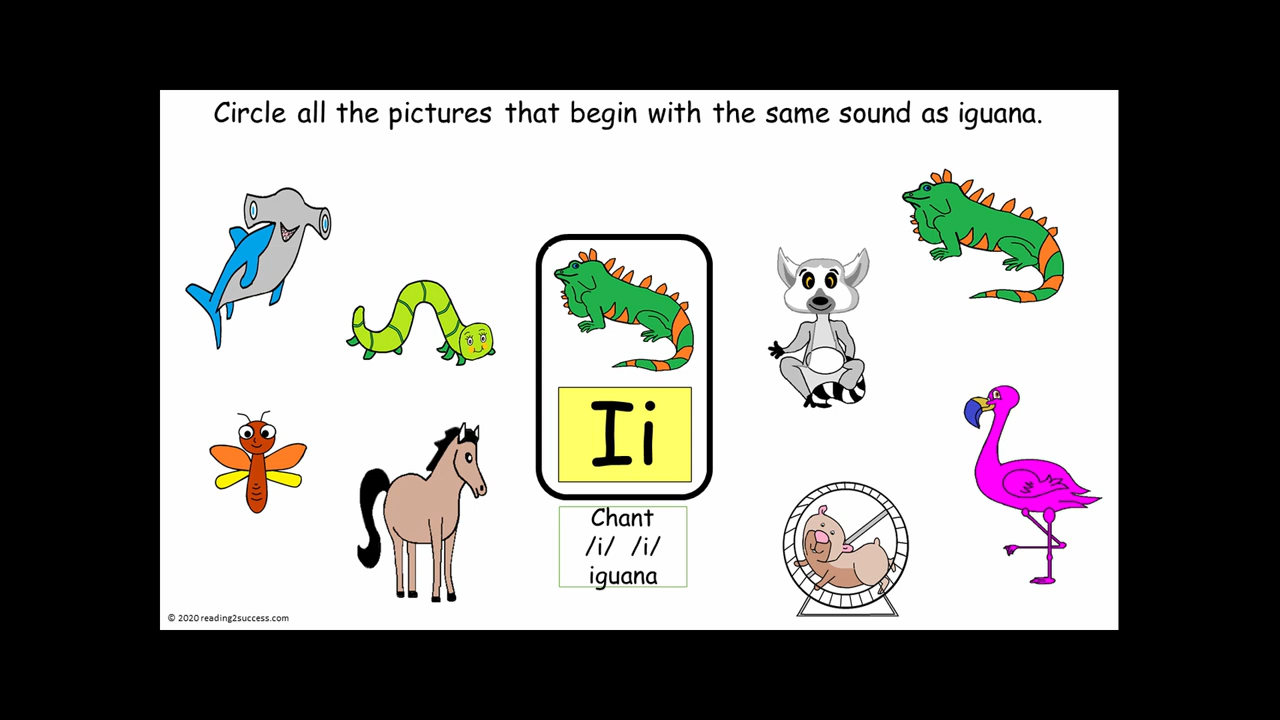 Circle all the pictures that begin with the same sound as iguana.
Ii
Chant
/i/ /i/
iguana
© 2020 reading2success.com